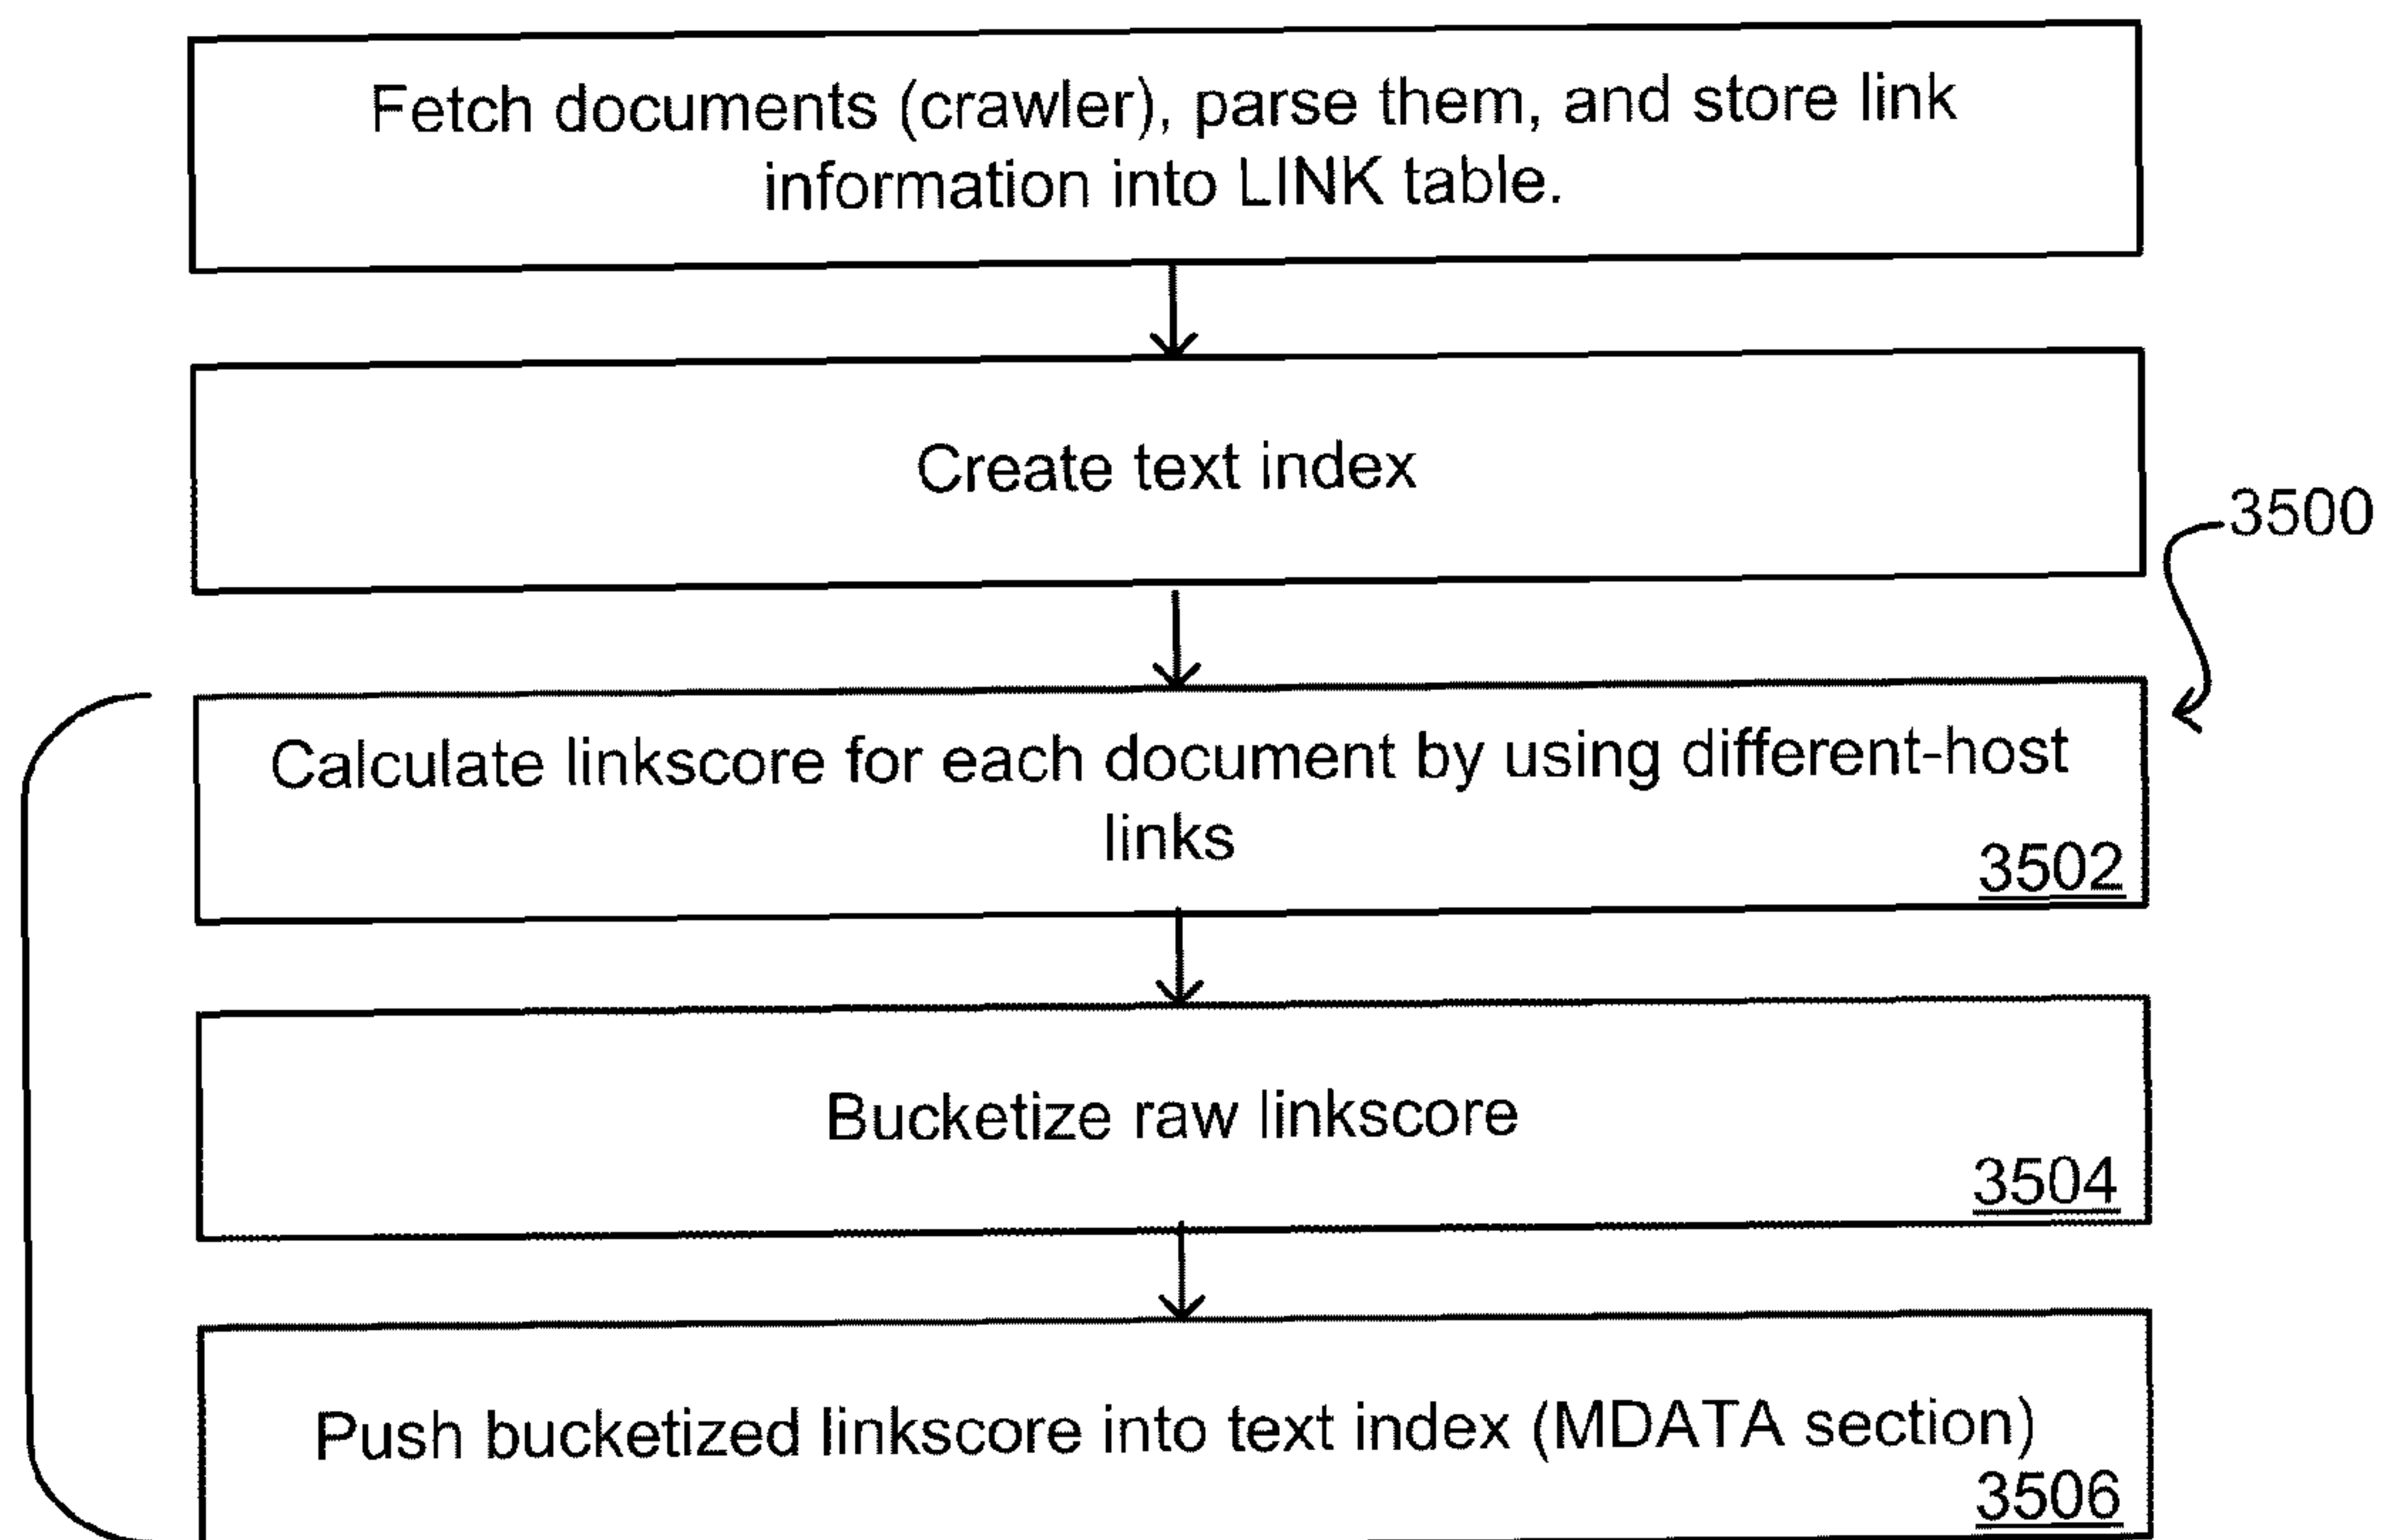 Fetch documents (crawler), parse them, and store link
information into LINK table.
Create text index
3500
Calculate linkscore for each document by using different-host
links
3502
Bucketize raw linkscore
3504
Push bucketized linkscore into text index (MDATA section)
3506